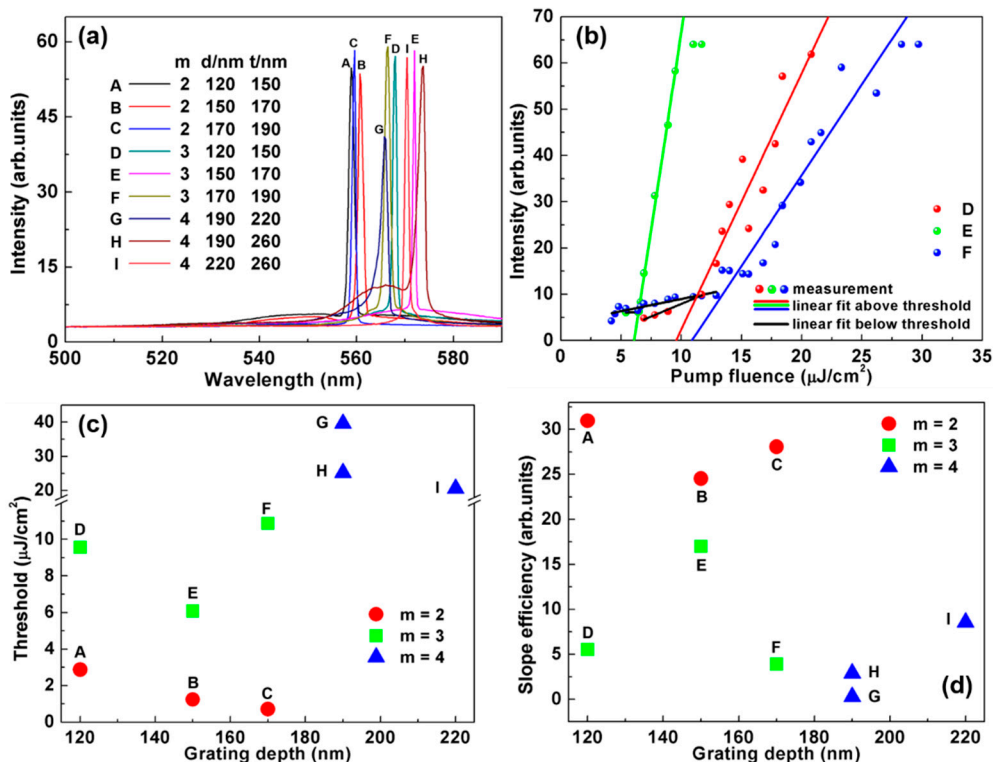 (a)
Intensity (arb.units)
60
45
30
15
0
m d/nm t/nm
A 2 120 150
B 2 150 170
C 2 170 190
D 3 120 150
E 3 150 170
F 3 170 190
G 4 190 220
H 4 190 260
I 4 220 260
C
A
B
G
F
D
I
E
H
500 520 540 560 580
Wavelength (nm)
(b)
Intensity (arb.units)
70
60
50
40
30
20
10
0
D
E
F
measurement
linear fit above threshold
linear fit below threshold
0 5 10 15 20 25 30 35
Pump fluence (μJ/cm²)
(c)
Threshold (μJ/cm²)
40
30
20
10
8
6
4
2
0
G
H
I
D
F
E
A
B
C
m = 2
m = 3
m = 4
120 140 160 180 200 220
Grating depth (nm)
Slope efficiency (arb.units)
30
25
20
15
10
5
0
m = 2
m = 3
m = 4
A
C
B
E
D
F
I
H
G
(d)
120 140 160 180 200 220
Grating depth (nm)